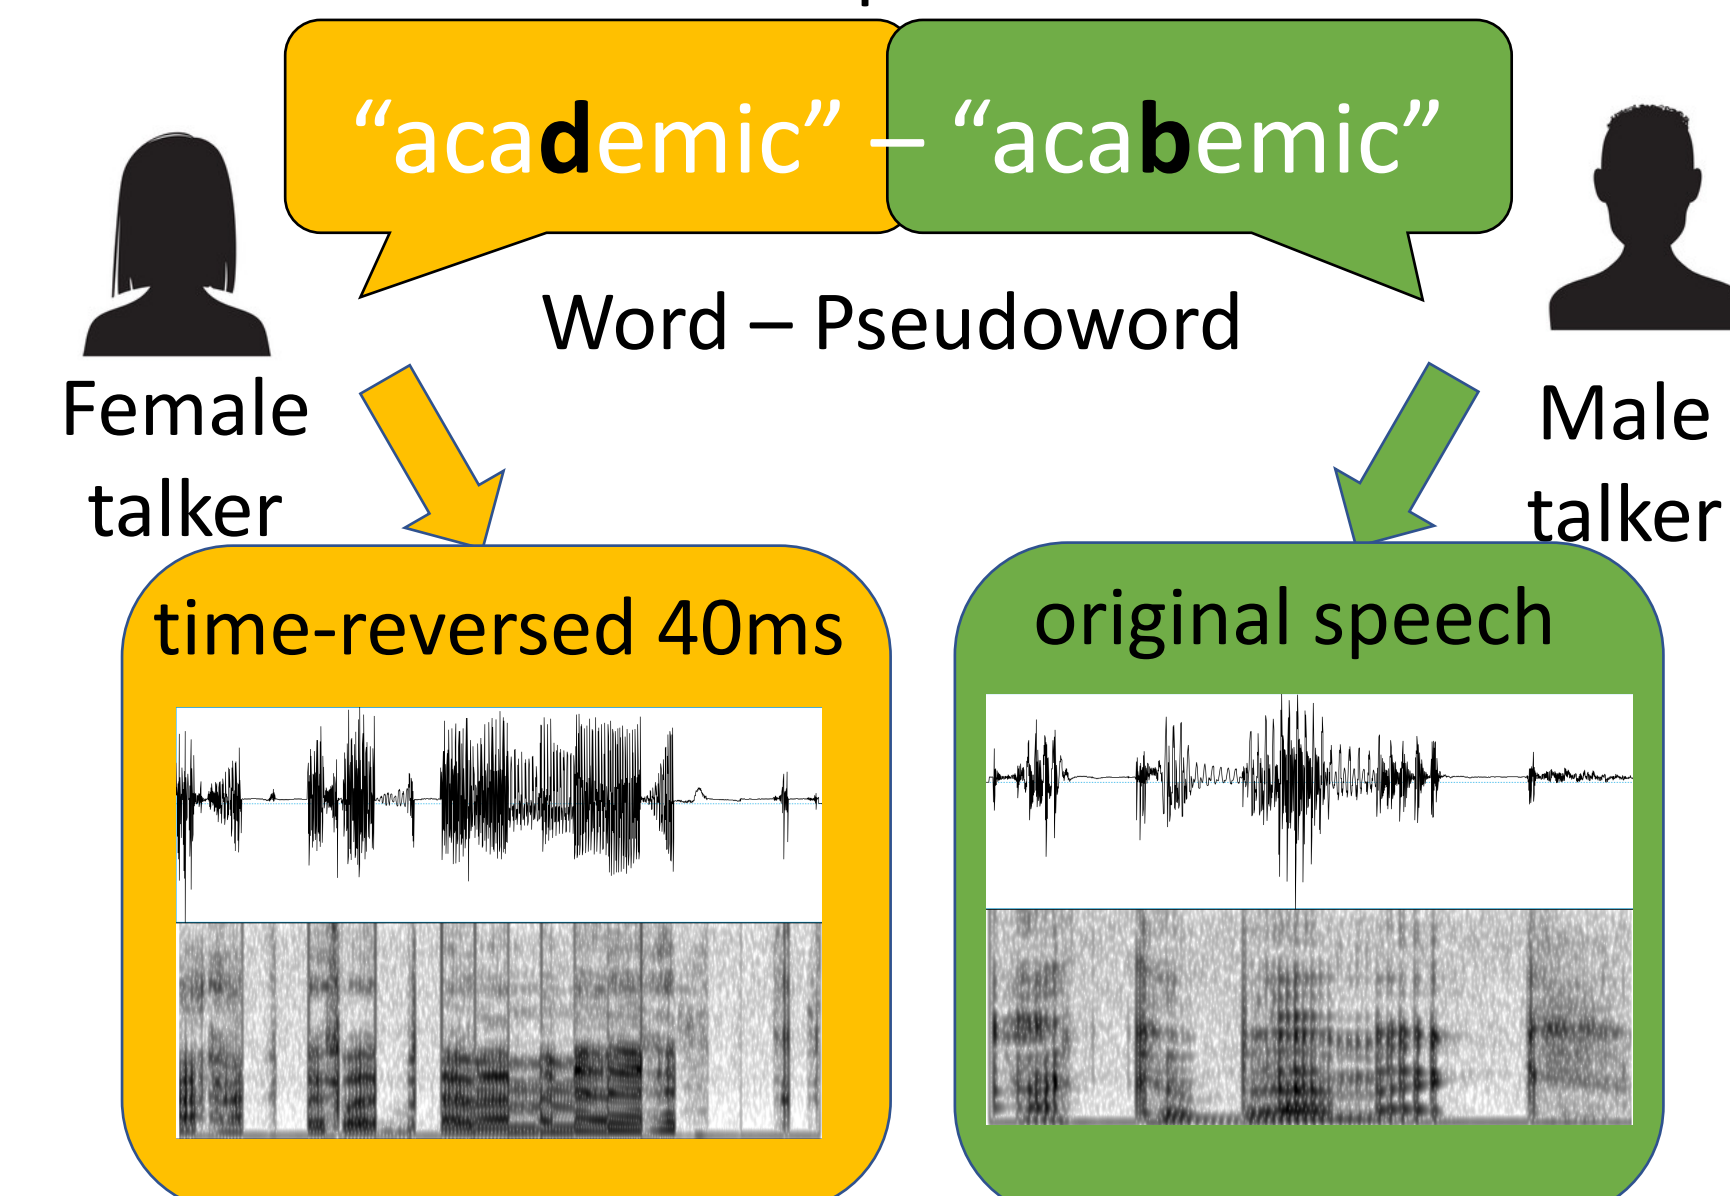 “academic” – “acabemic”
Word – Pseudoword
Female
talker
Male
talker
time-reversed 40ms
original speech